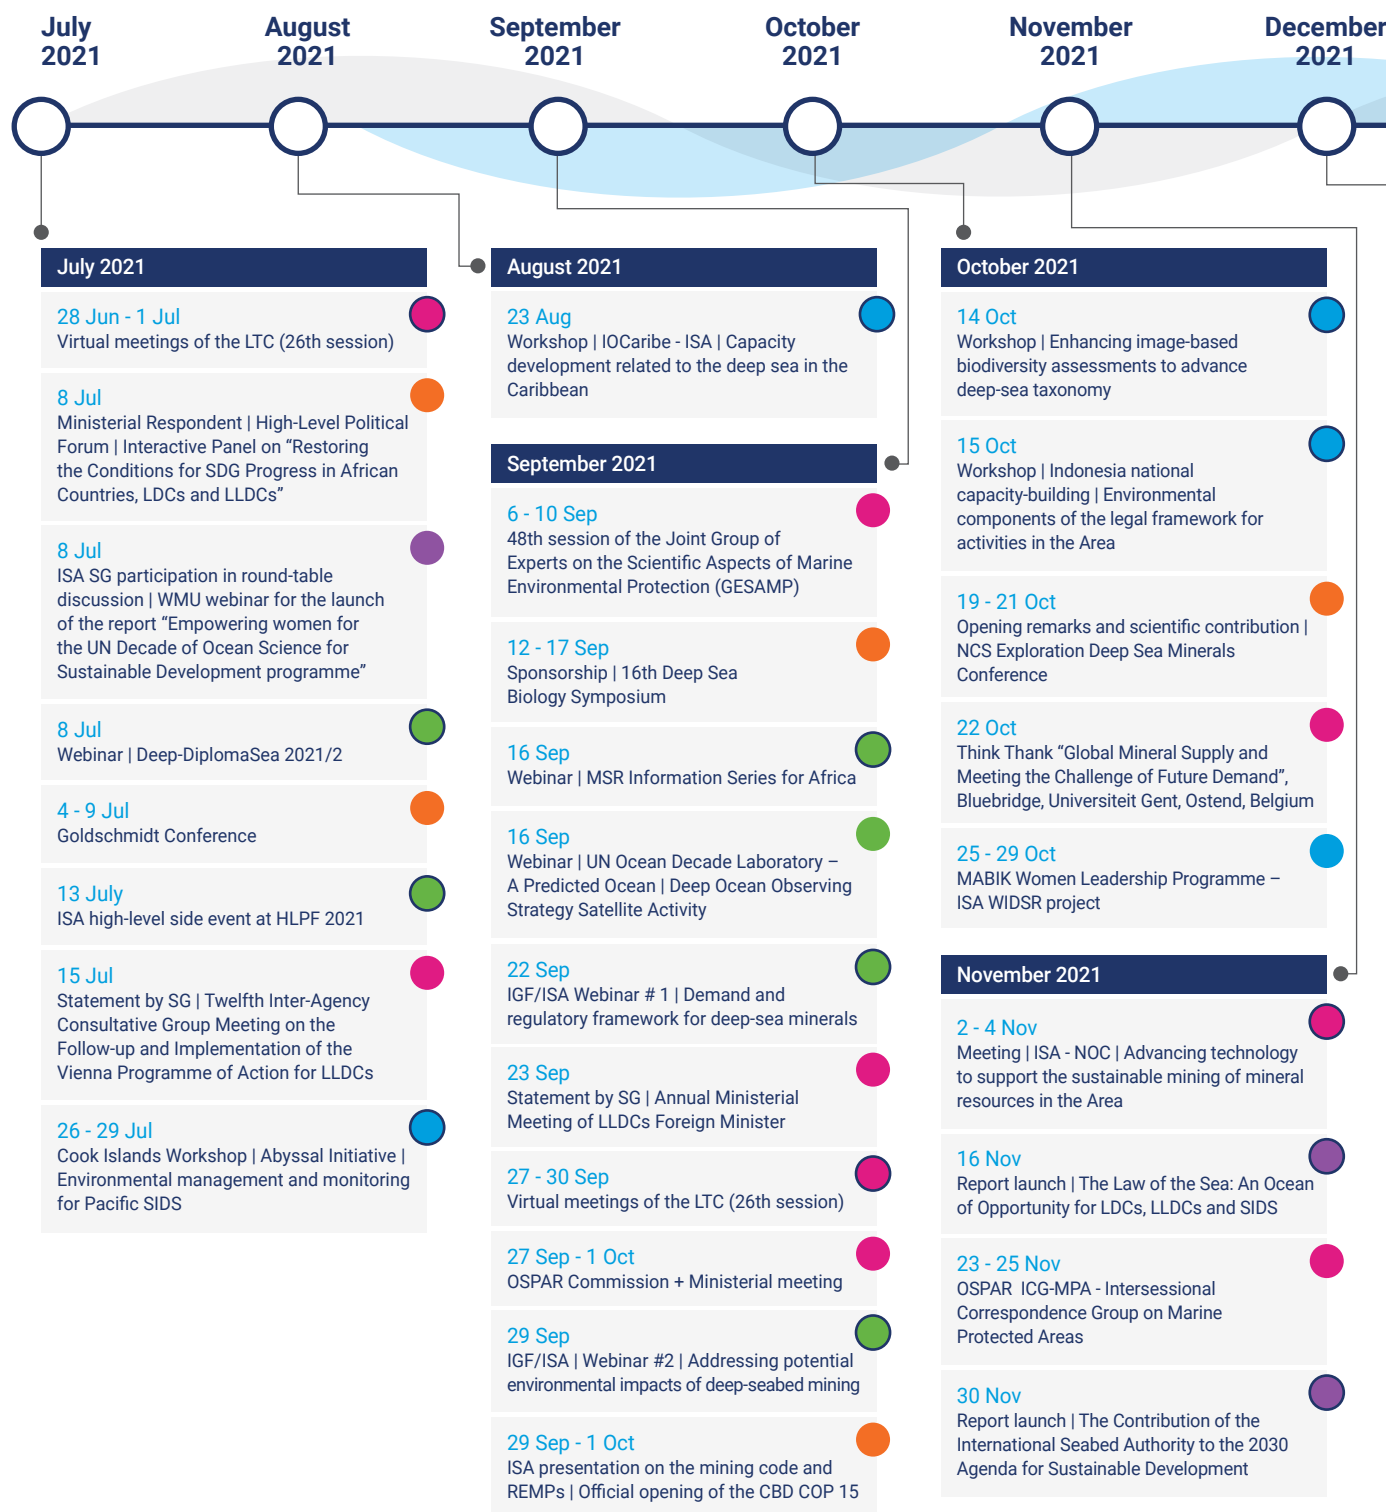 July
2021
August
2021
September
2021
October
2021
November
2021
December
2021
July 2021
28 Jun - 1 Jul
Virtual meetings of the LTC (26th session)
8 Jul
Ministerial Respondent | High-Level Political
Forum | Interactive Panel on “Restoring
the Conditions for SDG Progress in African
Countries, LDCs and LLDCs”
8 Jul
ISA SG participation in round-table
discussion | WMU webinar for the launch
of the report “Empowering women for
the UN Decade of Ocean Science for
Sustainable Development programme”
8 Jul
Webinar | Deep-DiplomaSea 2021/2
4 - 9 Jul
Goldschmidt Conference
13 July
ISA high-level side event at HLPF 2021
15 Jul
Statement by SG | Twelfth Inter-Agency
Consultative Group Meeting on the
Follow-up and Implementation of the
Vienna Programme of Action for LLDCs
26 - 29 Jul
Cook Islands Workshop | Abyssal Initiative |
Environmental management and monitoring
for Pacific SIDS
August 2021
23 Aug
Workshop | IOCaribe - ISA | Capacity
development related to the deep sea in the
Caribbean
September 2021
6 - 10 Sep
48th session of the Joint Group of
Experts on the Scientific Aspects of Marine
Environmental Protection (GESAMP)
12 - 17 Sep
Sponsorship | 16th Deep Sea
Biology Symposium
16 Sep
Webinar | MSR Information Series for Africa
16 Sep
Webinar | UN Ocean Decade Laboratory –
A Predicted Ocean | Deep Ocean Observing
Strategy Satellite Activity
22 Sep
IGF/ISA Webinar # 1 | Demand and
regulatory framework for deep-sea minerals
23 Sep
Statement by SG | Annual Ministerial
Meeting of LLDCs Foreign Minister
27 - 30 Sep
Virtual meetings of the LTC (26th session)
27 Sep - 1 Oct
OSPAR Commission + Ministerial meeting
29 Sep
IGF/ISA | Webinar #2 | Addressing potential
environmental impacts of deep-seabed mining
29 Sep - 1 Oct
ISA presentation on the mining code and
REMPs | Official opening of the CBD COP 15
October 2021
14 Oct
Workshop | Enhancing image-based
biodiversity assessments to advance
deep-sea taxonomy
15 Oct
Workshop | Indonesia national
capacity-building | Environmental
components of the legal framework for
activities in the Area
19 - 21 Oct
Opening remarks and scientific contribution |
NCS Exploration Deep Sea Minerals
Conference
22 Oct
Think Thank “Global Mineral Supply and
Meeting the Challenge of Future Demand”,
Bluebridge, Universiteit Gent, Ostend, Belgium
25 - 29 Oct
MABIK Women Leadership Programme –
ISA WIDSR project
November 2021
2 - 4 Nov
Meeting | ISA - NOC | Advancing technology
to support the sustainable mining of mineral
resources in the Area
16 Nov
Report launch | The Law of the Sea: An Ocean
of Opportunity for LDCs, LLDCs and SIDS
23 - 25 Nov
OSPAR ICG-MPA - Intersessional
Correspondence Group on Marine
Protected Areas
30 Nov
Report launch | The Contribution of the
International Seabed Authority to the 2030
Agenda for Sustainable Development